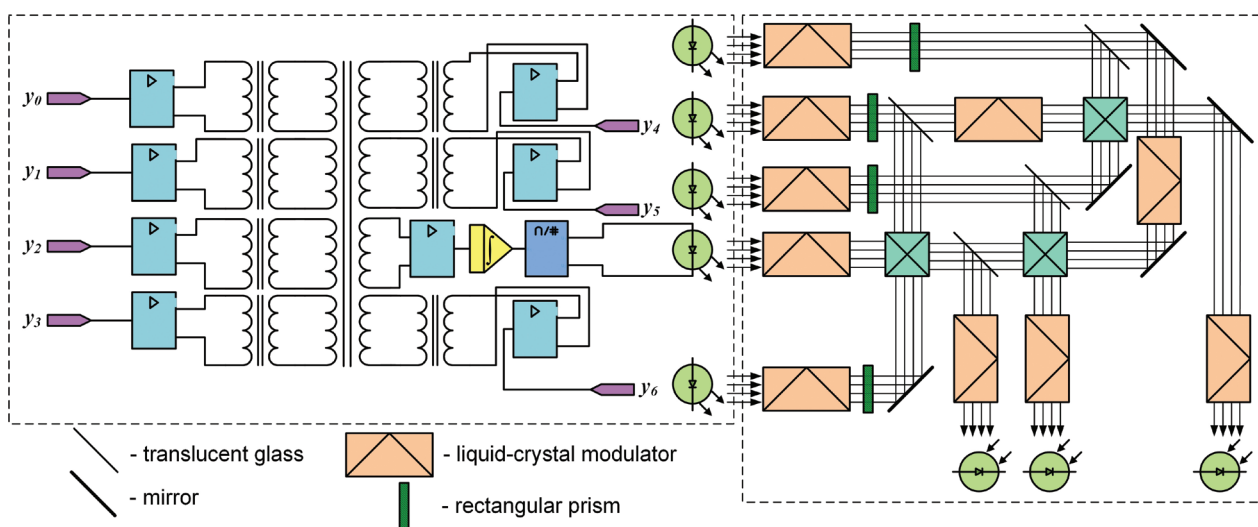 y0
y1
y2
y3
y4
y5
∩/#
y6
- translucent glass
- mirror
- liquid-crystal modulator
- rectangular prism